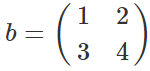 b = ( 1 2
3 4 )